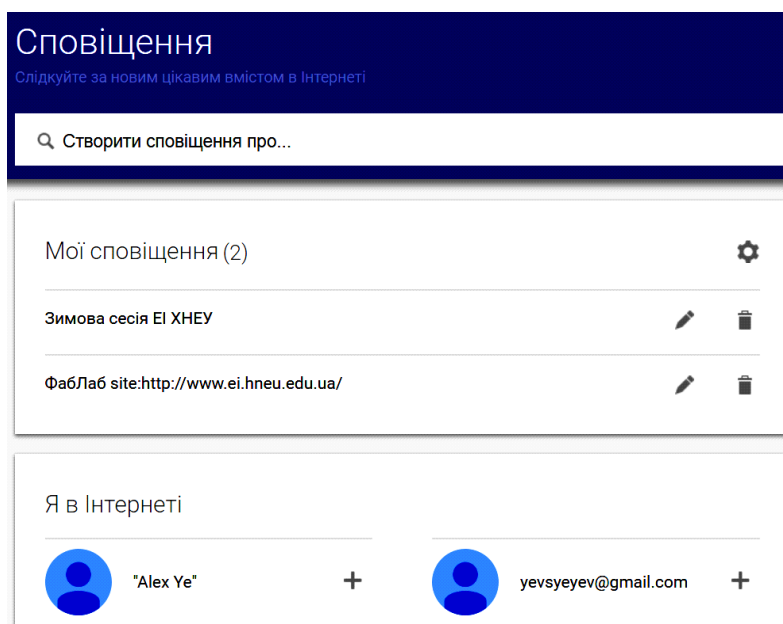 Сповіщення
Слідкуйте за новим цікавим вмістом в Інтернеті
Створити сповіщення про...
Мої сповіщення (2)
Зимова сесія ЕІ ХНЕУ
ФабЛаб site:http://www.ei.hneu.edu.ua/
Я в Інтернеті
"Alex Ye" yevsyeyev@gmail.com